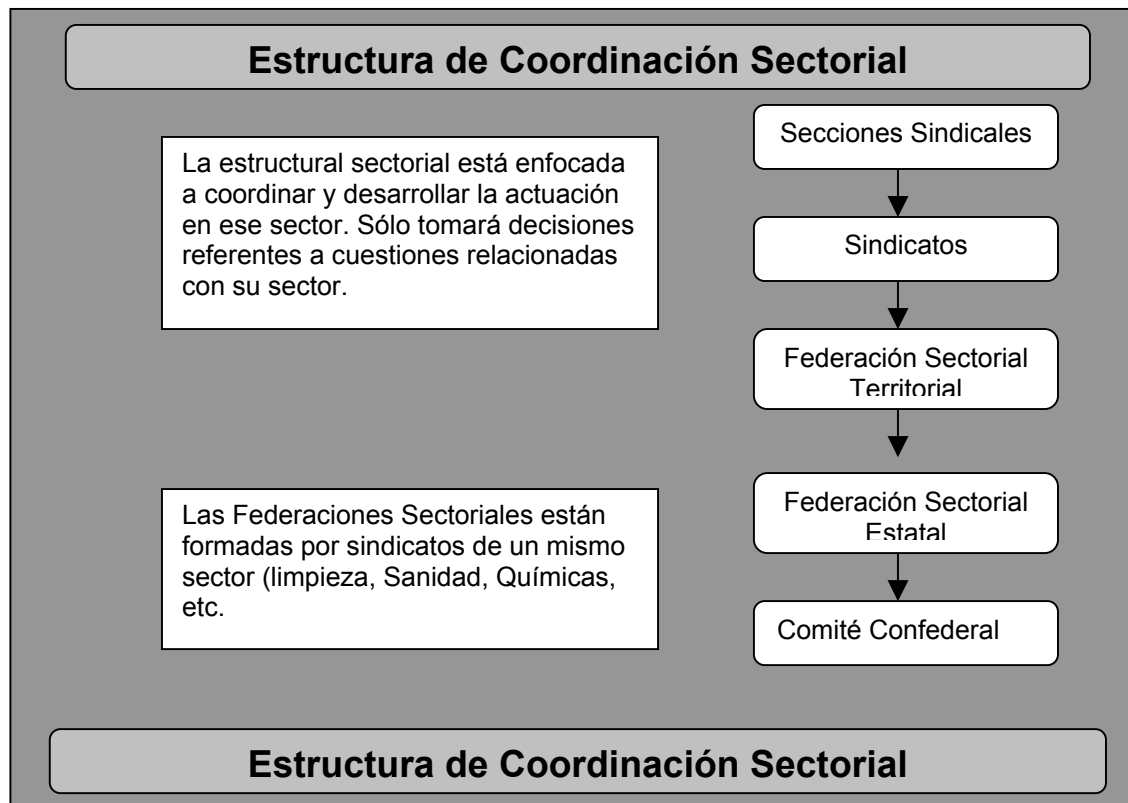 Estructura de Coordinación Sectorial
La estructural sectorial está enfocada
a coordinar y desarrollar la actuación
en ese sector. Sólo tomará decisiones
referentes a cuestiones relacionadas
con su sector.
Secciones Sindicales
Sindicatos
Federación Sectorial
Territorial
Las Federaciones Sectoriales están
formadas por sindicatos de un mismo
sector (limpieza, Sanidad, Químicas,
etc.
Federación Sectorial
Estatal
Comité Confederal
Estructura de Coordinación Sectorial